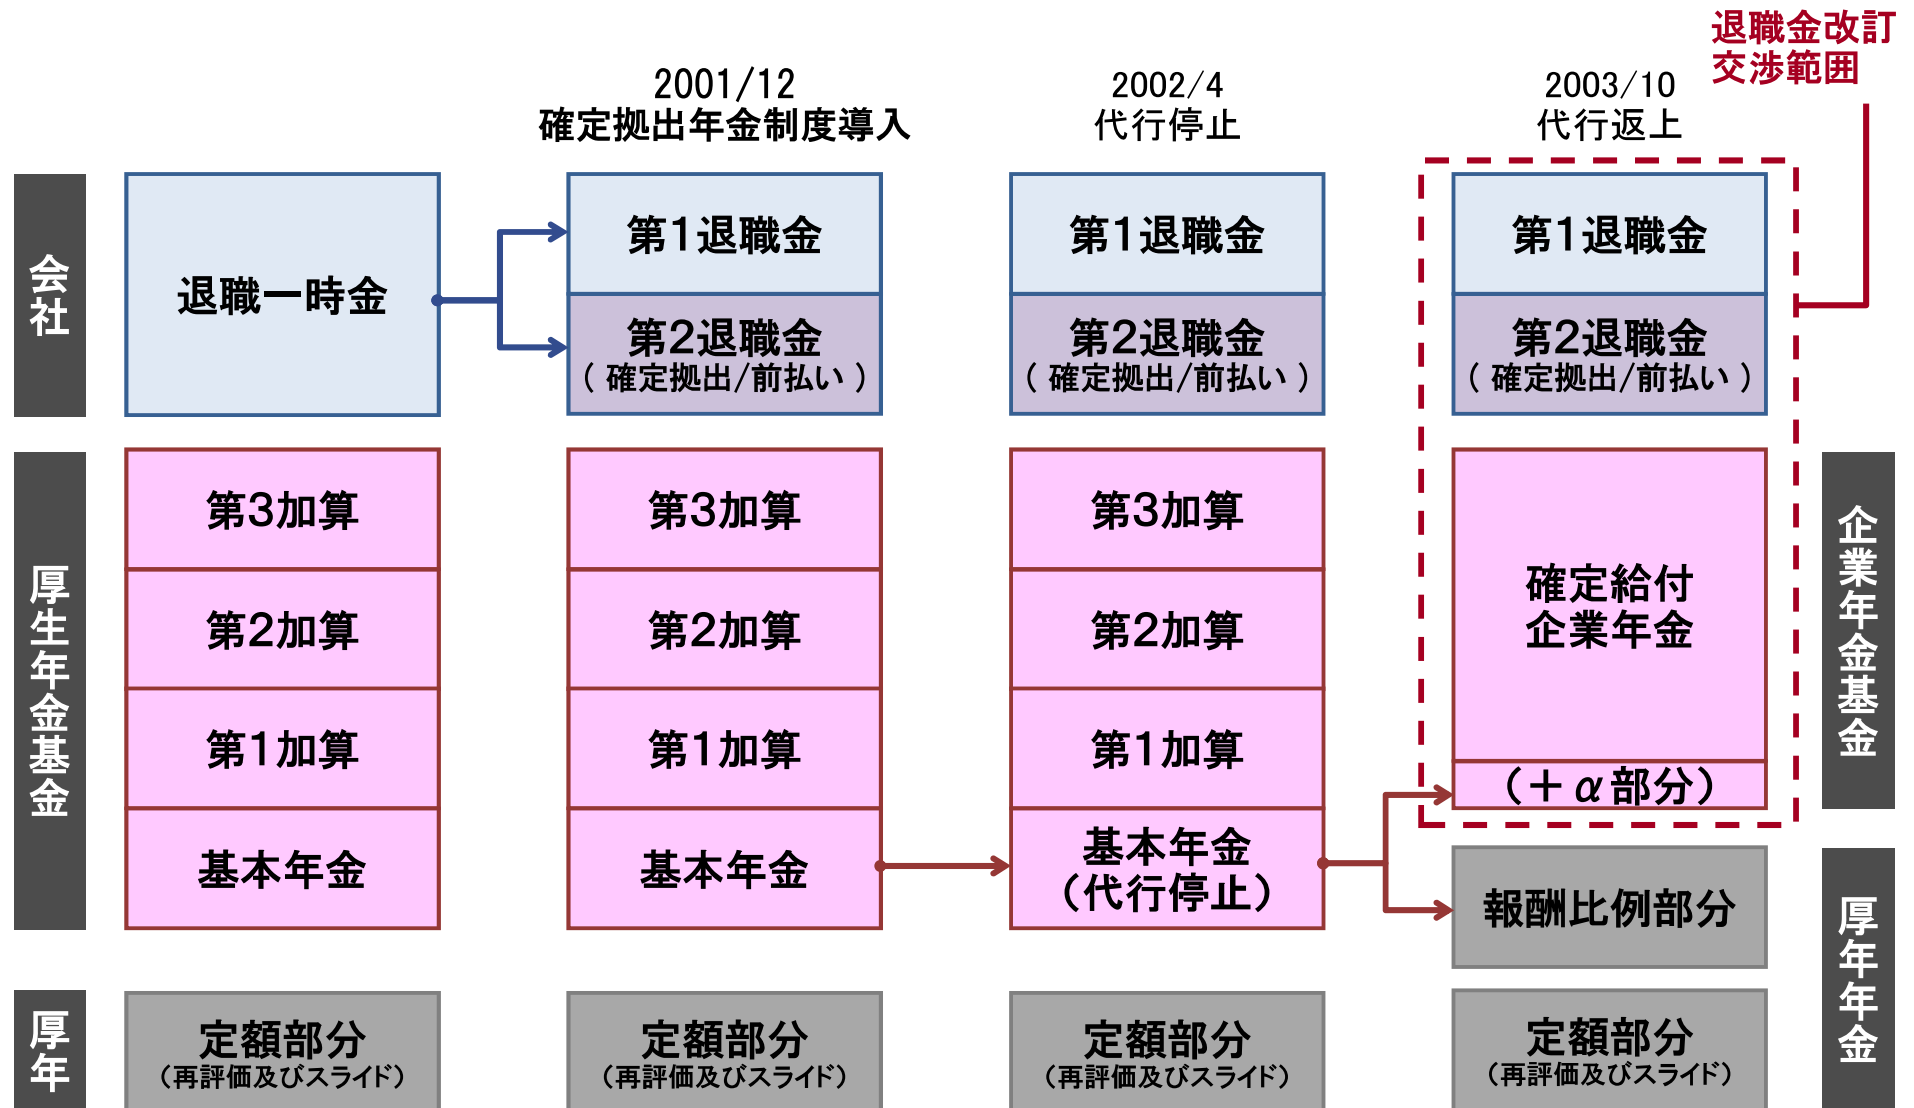 退職金改訂
交渉範囲
2001/12
確定拠出年金制度導入
2002/4
代行停止
2003/10
代行返上
会社
退職一時金
第1退職金
第2退職金
(確定拠出/前払い)
第1退職金
第2退職金
(確定拠出/前払い)
第1退職金
第2退職金
(確定拠出/前払い)
厚生年金基金
第3加算
第2加算
第1加算
基本年金
第3加算
第2加算
第1加算
基本年金
第3加算
第2加算
第1加算
基本年金
(代行停止)
確定給付
企業年金
(+α部分)
企業年金基金
報酬比例部分
厚年年金
厚年
定額部分
(再評価及びスライド)
定額部分
(再評価及びスライド)
定額部分
(再評価及びスライド)
定額部分
(再評価及びスライド)